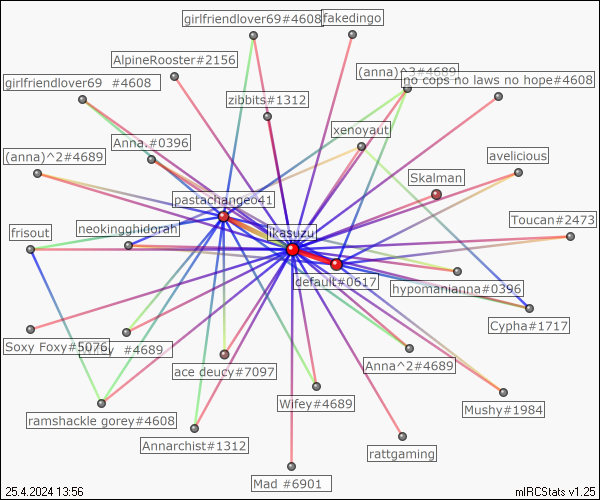 girlfriendlover69#4608
fakedingo
AlpineRooster#2156
(anna)^3#4689
girlfriendlover69 #4608
no cops no laws no hope#4608
zibbits#1312
xenoyaut
Anna.#0396
(anna)^2#4689
avelicious
Skalman
pastachangeo41
Toucan#2473
neokingghidorah
frisout
ikasuzu
default#0617
hypomanianna#0396
Cypha#1717
Soxy Foxy#5076
#4689
Anna^2#4689
ace deucy#7097
Wifey#4689
Mushy#1984
ramshackle gorey#4608
Annarchist#1312
rattgaming
Mad #6901
25.4.2024 13:56
mIRCStats v1.25